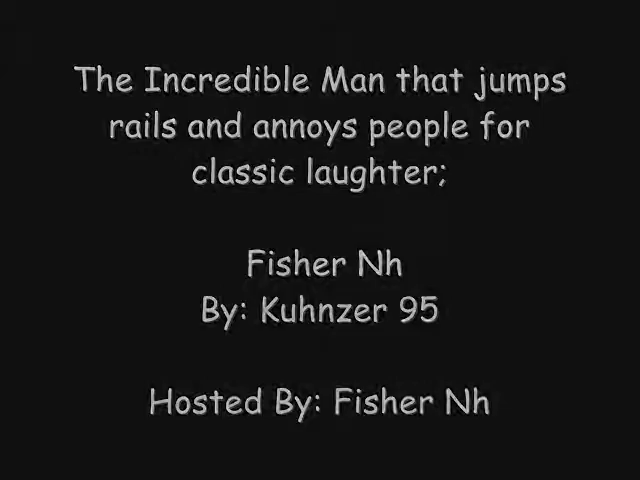 The Incredible Man that jumps
rails and annoys people for
classic laughter;
Fisher Nh
By: Kuhnzer 95
Hosted By: Fisher Nh